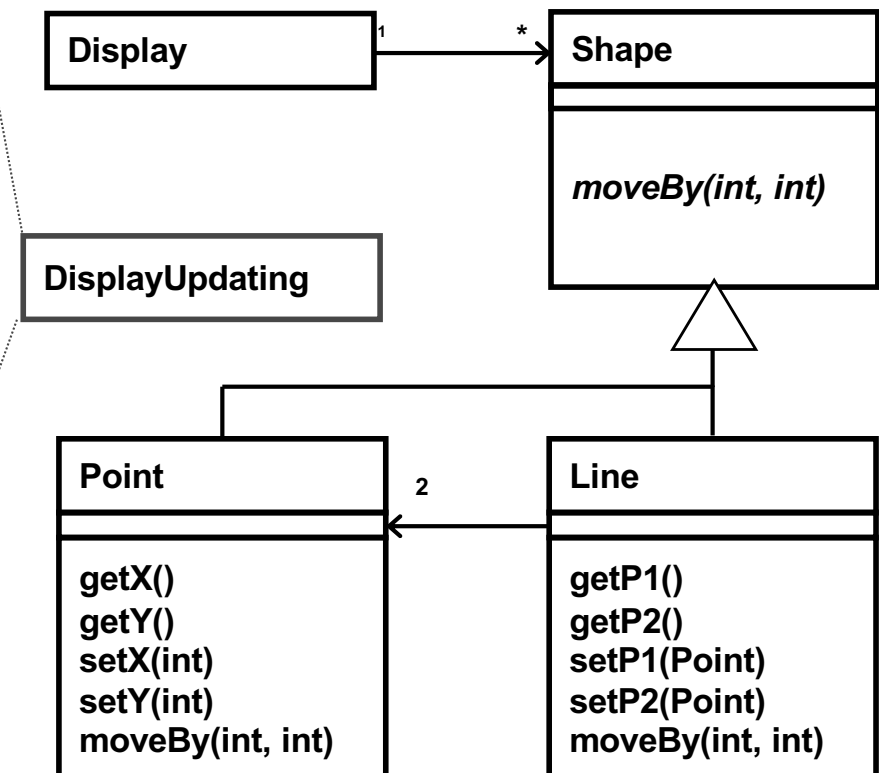 Display
1
*
Shape
moveBy(int, int)
DisplayUpdating
Point
2
Line
getX()
getY()
setX(int)
setY(int)
moveBy(int, int)
getP1()
getP2()
setP1(Point)
setP2(Point)
moveBy(int, int)